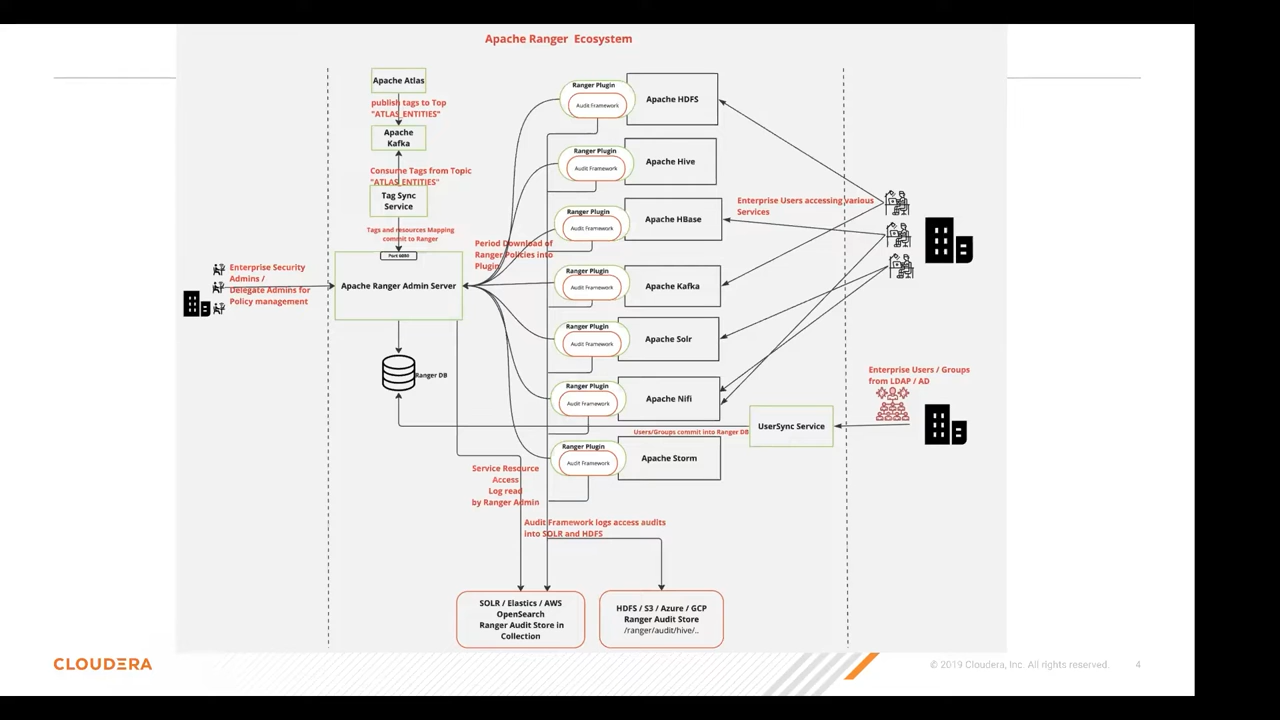 Apache Ranger Ecosystem
Apache Atlas
publish tags to Top
"ATLAS_ENTITIES"
Apache
Kafka
Consume Tags from Topic
"ATLAS_ENTITIES"
Tag Sync
Service
Tags and resources Mapping
commit to Ranger
Port 6080
Apache Ranger Admin Server
Enterprise Security
Admins /
Delegate Admins for
Policy management
Ranger DB
Period Download of
Ranger Policies into
Plugin
Ranger Plugin
Audit Framework
Apache HDFS
Ranger Plugin
Audit Framework
Apache Hive
Ranger Plugin
Audit Framework
Apache HBase
Ranger Plugin
Audit Framework
Apache Kafka
Ranger Plugin
Audit Framework
Apache Solr
Ranger Plugin
Audit Framework
Apache Nifi
Ranger Plugin
Audit Framework
Apache Storm
Enterprise Users accessing various
Services
Enterprise Users / Groups
from LDAP / AD
UserSync Service
Users/Groups commit into Ranger DB
Service Resource
Access
Log read
by Ranger Admin
Audit Framework logs access audits
into SOLR and HDFS
SOLR / Elastics / AWS
OpenSearch
Ranger Audit Store in
Collection
HDFS / S3 / Azure / GCP
Ranger Audit Store
/ranger/audit/hive/..
CLOUDERA
© 2019 Cloudera, Inc. All rights reserved.
4